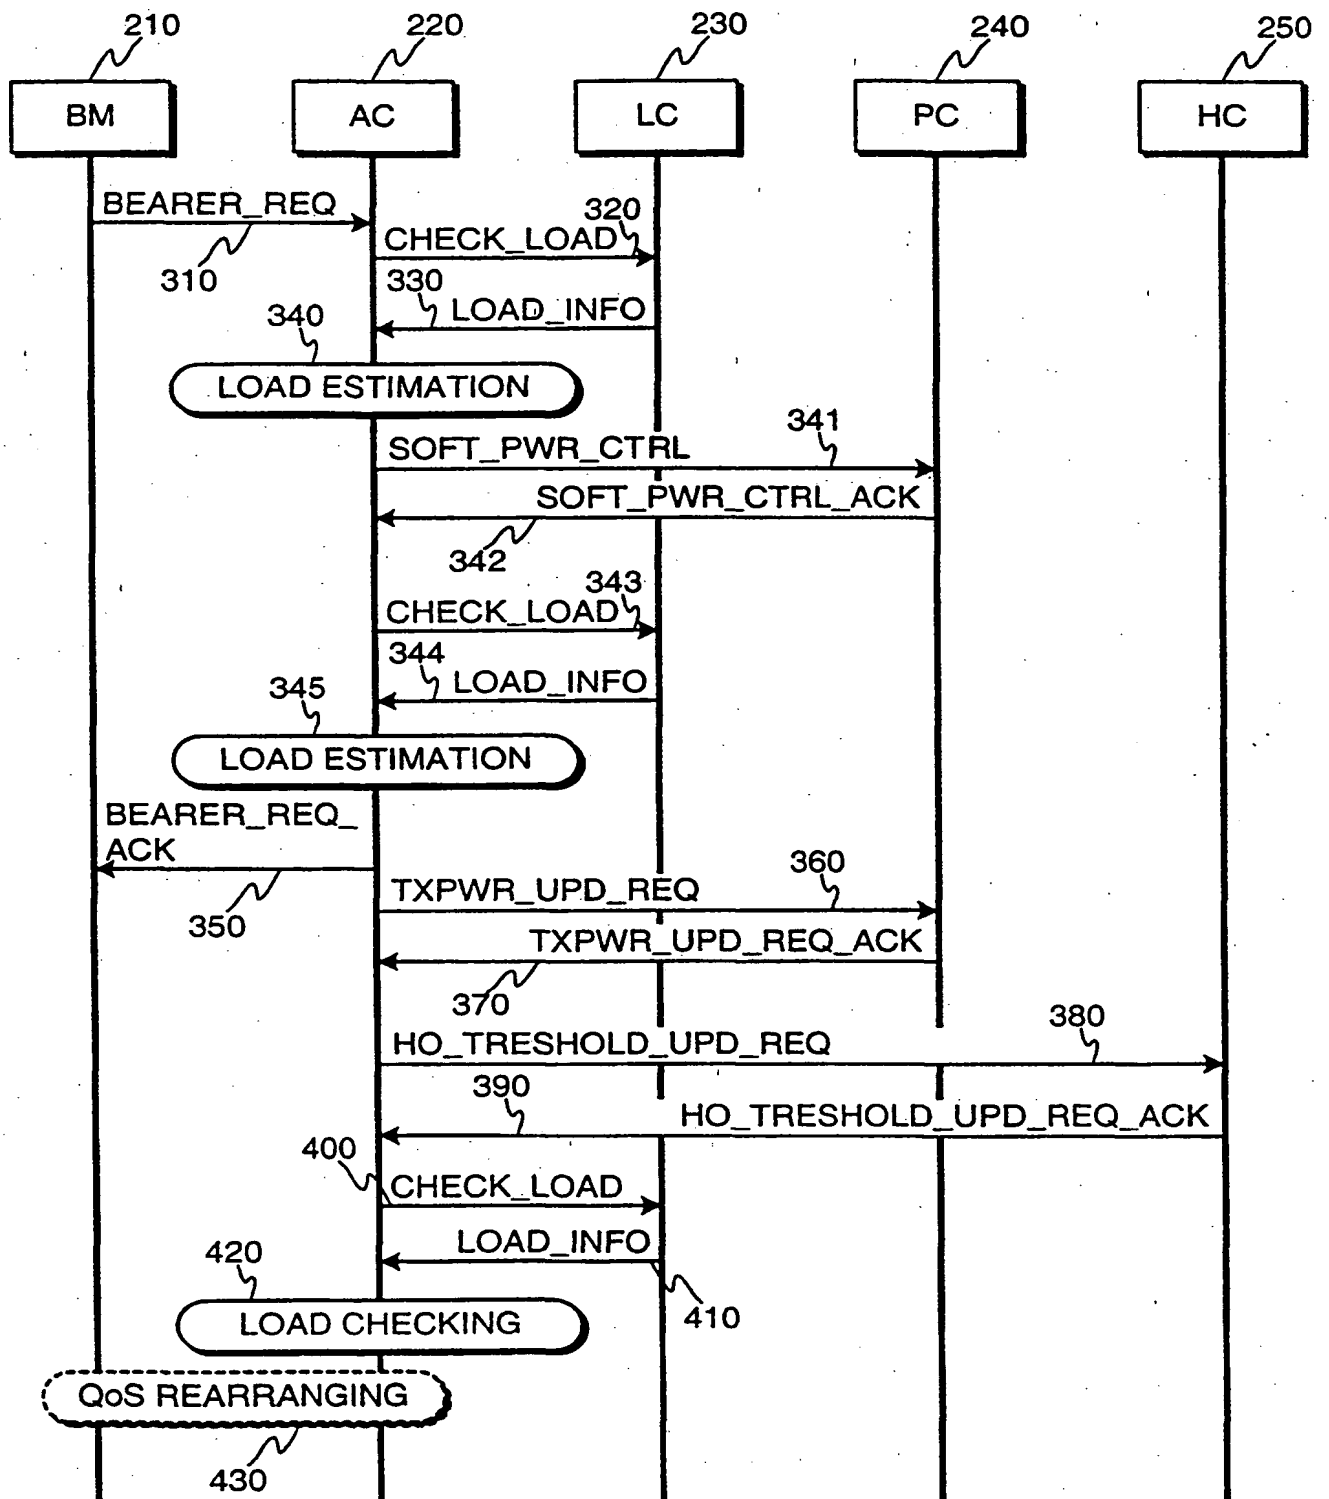 210
220
230
240
250
BM
AC
LC
PC
HC
BEARER_REQ
310
320
CHECK_LOAD
330
LOAD_INFO
340
LOAD ESTIMATION
341
SOFT_PWR_CTRL
SOFT_PWR_CTRL_ACK
342
343
CHECK_LOAD
344
LOAD_INFO
345
LOAD ESTIMATION
BEARER_REQ_
ACK
350
360
TXPWR_UPD_REQ
TXPWR_UPD_REQ_ACK
370
380
HO_TRESHOLD_UPD_REQ
390
HO_TRESHOLD_UPD_REQ_ACK
400
CHECK_LOAD
LOAD_INFO
410
420
LOAD CHECKING
QoS REARRANGING
430